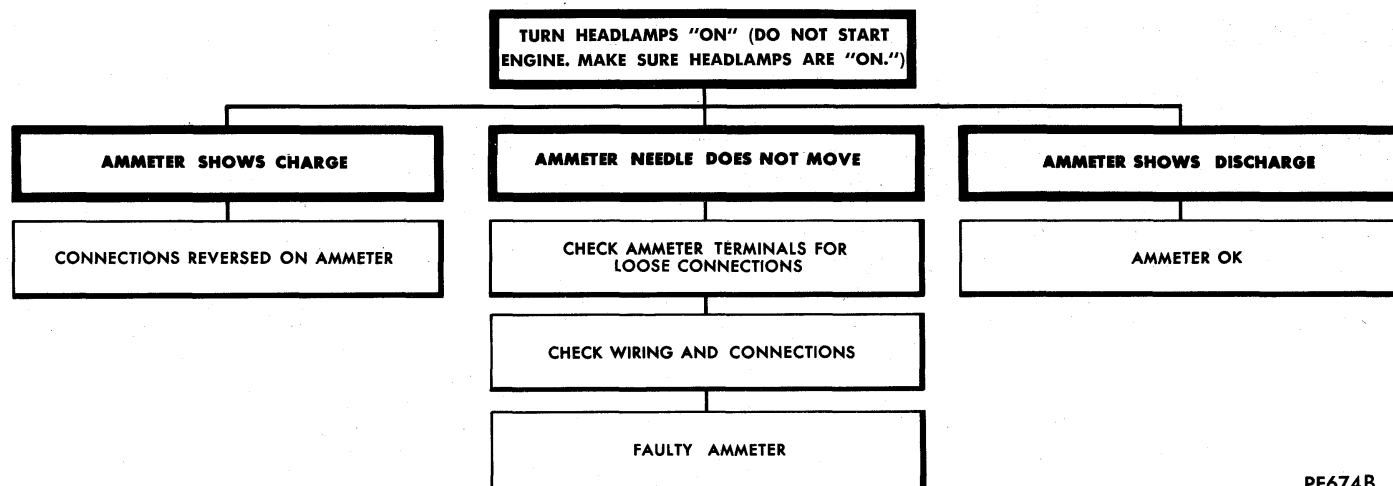 TURN HEADLAMPS "ON" (DO NOT START
ENGINE. MAKE SURE HEADLAMPS ARE "ON.")
AMMETER SHOWS CHARGE
AMMETER NEEDLE DOES NOT MOVE
AMMETER SHOWS DISCHARGE
CONNECTIONS REVERSED ON AMMETER
CHECK AMMETER TERMINALS FOR
LOOSE CONNECTIONS
AMMETER OK
CHECK WIRING AND CONNECTIONS
FAULTY AMMETER
PF674B